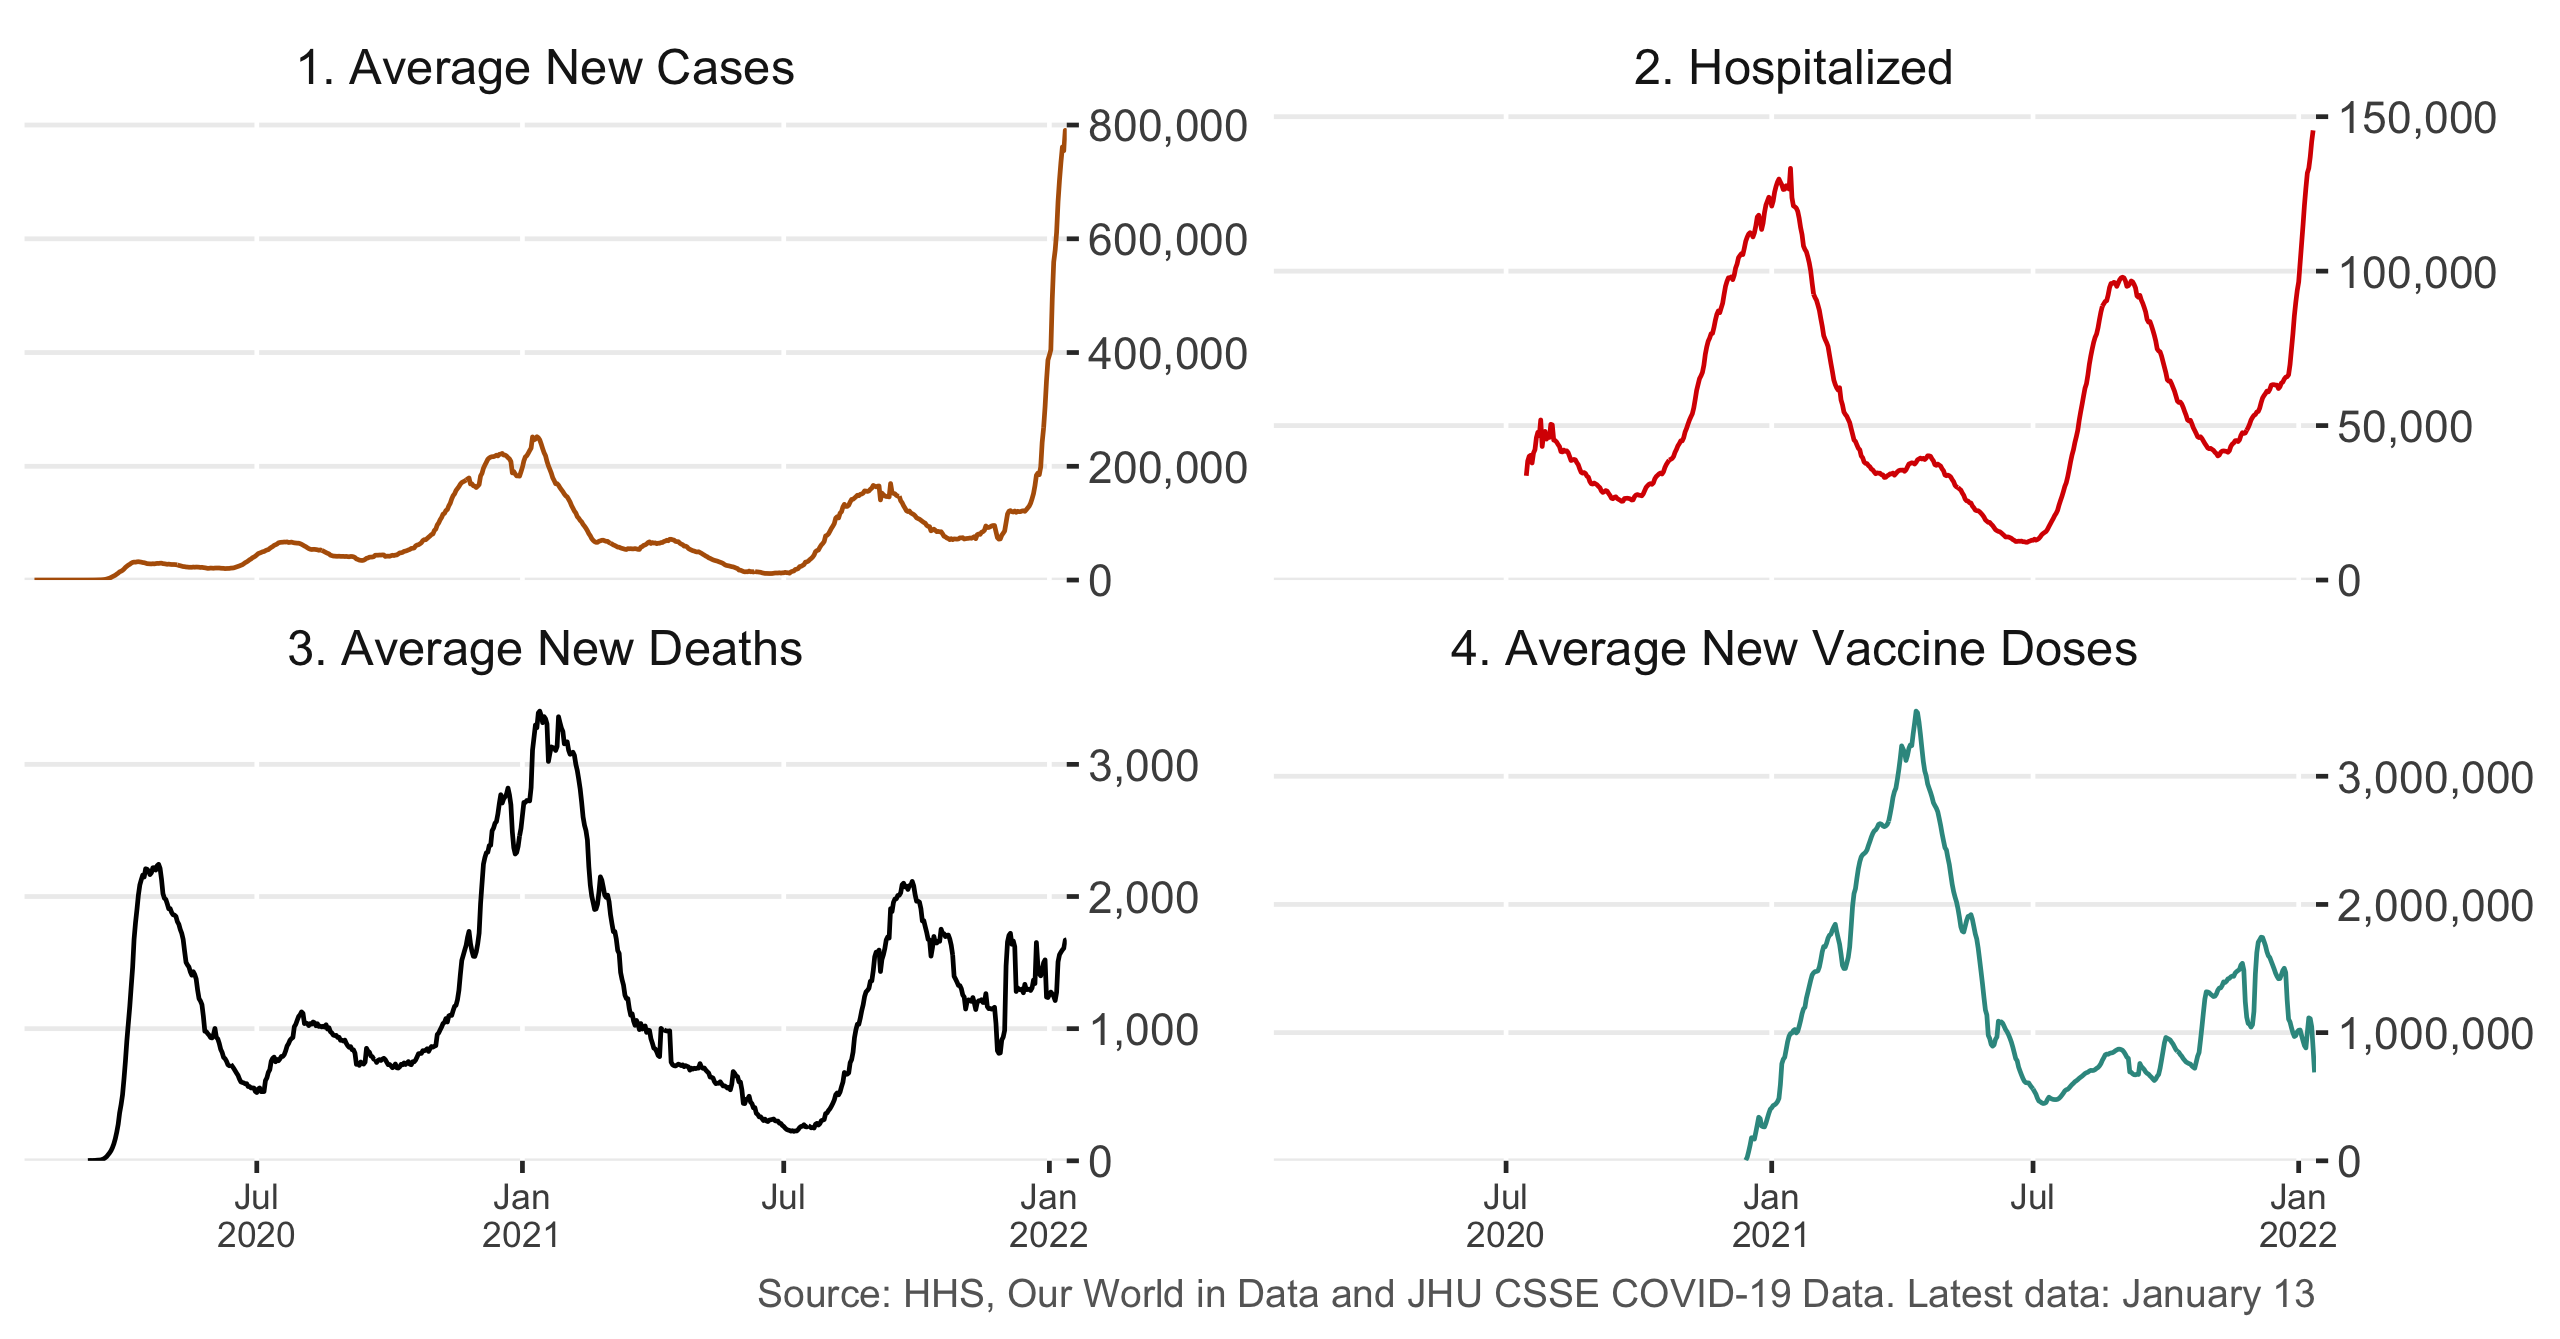 1. Average New Cases
800,000
600,000
400,000
200,000
0
2. Hospitalized
150,000
100,000
50,000
0
3. Average New Deaths
3,000
2,000
1,000
0
Jul
2020
Jan
2021
Jul
Jan
2022
4. Average New Vaccine Doses
3,000,000
2,000,000
1,000,000
0
Jul
2020
Jan
2021
Jul
Jan
2022
Source: HHS, Our World in Data and JHU CSSE COVID-19 Data. Latest data: January 13